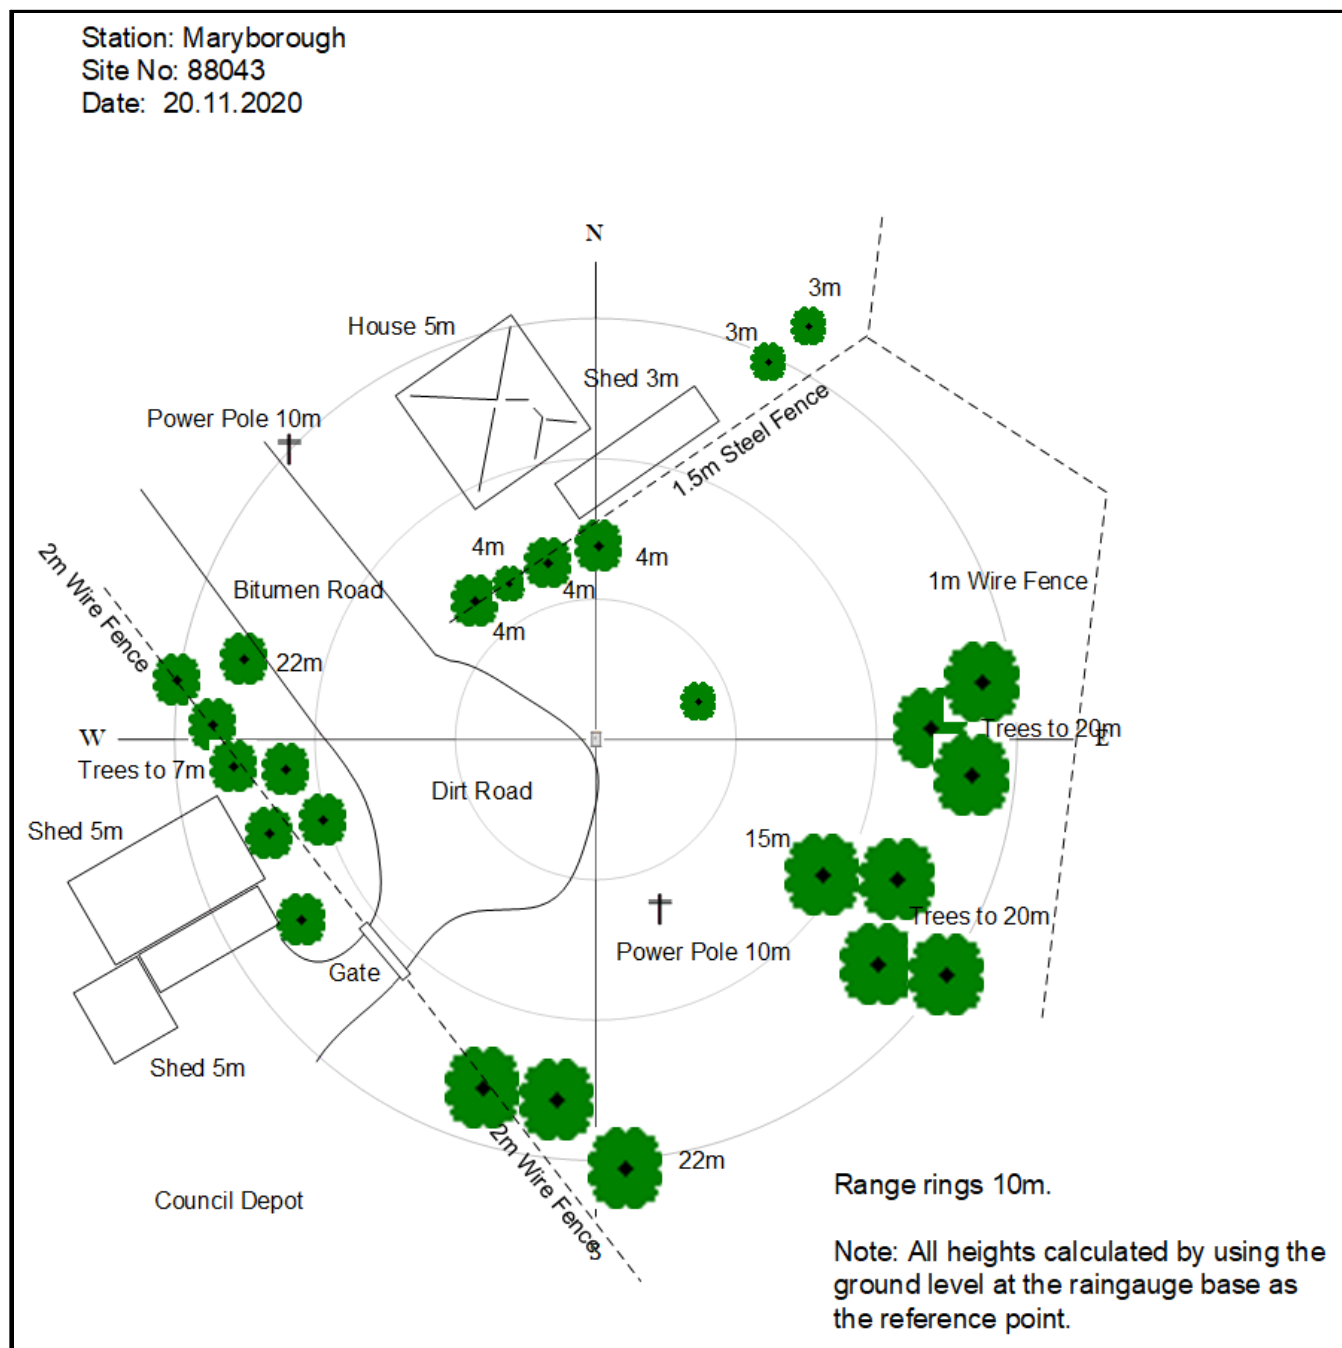 Station: Maryborough
Site No: 88043
Date: 20.11.2020
N
3m
3m
House 5m
Shed 3m
Power Pole 10m
1.5m Steel Fence
4m
4m
4m
4m
2m Wire Fence
Bitumen Road
1m Wire Fence
22m
W
Trees to 20m
E
Trees to 7m
Dirt Road
Shed 5m
15m
Trees to 20m
Power Pole 10m
Gate
Shed 5m
2m Wire Fence
22m
Council Depot
S
Range rings 10m.
Note: All heights calculated by using the
ground level at the raingauge base as
the reference point.